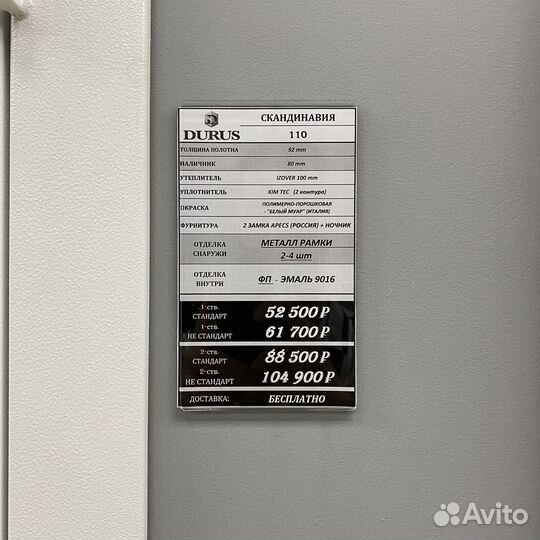 СКАНДИНАВИЯ
DURUS 110
ТОЛЩИНА ПОЛОТНА 92 mm
НАЛИЧНИК 80 mm
УТЕПЛИТЕЛЬ IZOVER 100 mm
УПЛОТНИТЕЛЬ KIM TEC (2 контура)
ОКРАСКА ПОЛИМЕРНО-ПОРОШКОВАЯ
- "БЕЛЫЙ МУАР" (ИТАЛИЯ)
ФУРНИТУРА 2 ЗАМКА APECS (РОССИЯ) + НОЧНИК
ОТДЕЛКА СНАРУЖИ МЕТАЛЛ РАМКИ
2-4 шт
ОТДЕЛКА ВНУТРИ ФП - ЭМАЛЬ 9016
1-ств. СТАНДАРТ 52 500₽
1-ств. НЕ СТАНДАРТ 61 700₽
2-ств. СТАНДАРТ 88 500₽
2-ств. НЕ СТАНДАРТ 104 900₽
ДОСТАВКА: БЕСПЛАТНО
Avito